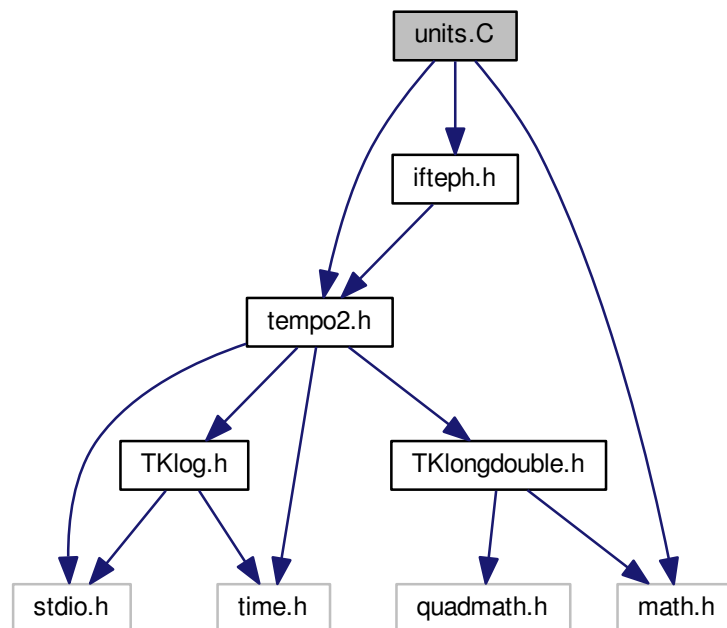 units.C
ifteph.h
tempo2.h
TKlog.h
TKlongdouble.h
stdio.h
time.h
quadmath.h
math.h